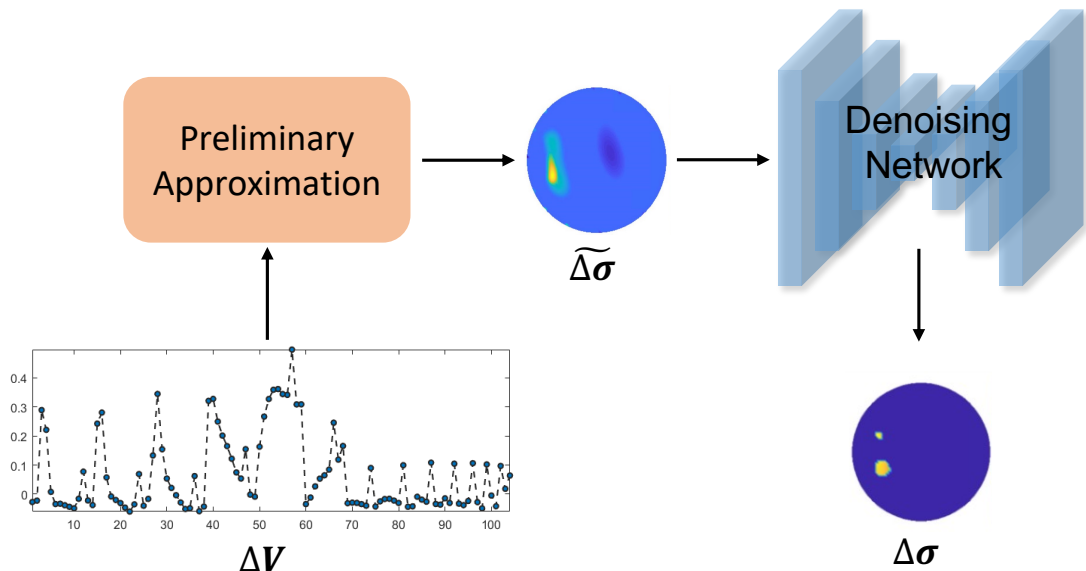 Preliminary
Approximation
Denoising
Network
Δσ̃
0.4
0.3
0.2
0.1
0
10 20 30 40 50 60 70 80 90 100
ΔV
Δσ